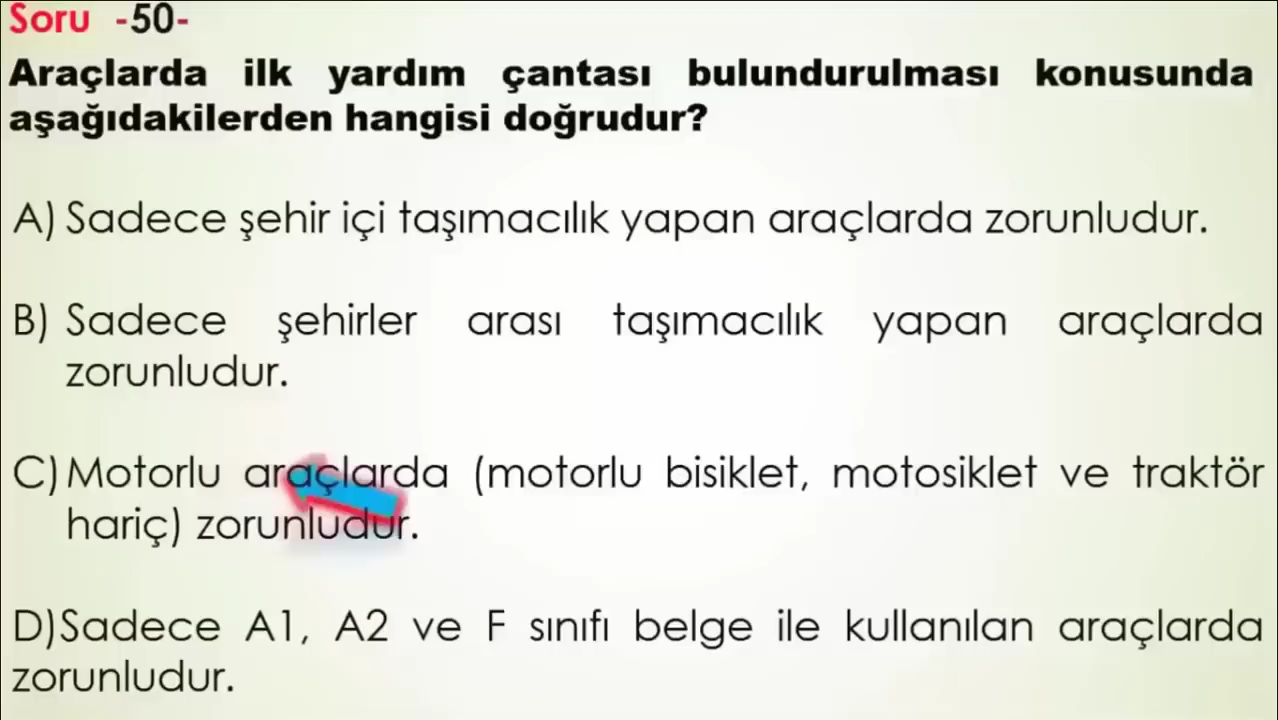 Soru -50-
Araçlarda ilk yardım çantası bulundurulması konusunda
aşağıdakilerden hangisi doğrudur?
A) Sadece şehir içi taşımacılık yapan araçlarda zorunludur.
B) Sadece şehirler arası taşımacılık yapan araçlarda
zorunludur.
C) Motorlu araçlarda (motorlu bisiklet, motosiklet ve traktör
hariç) zorunludur.
D)Sadece A1, A2 ve F sınıfı belge ile kullanılan araçlarda
zorunludur.